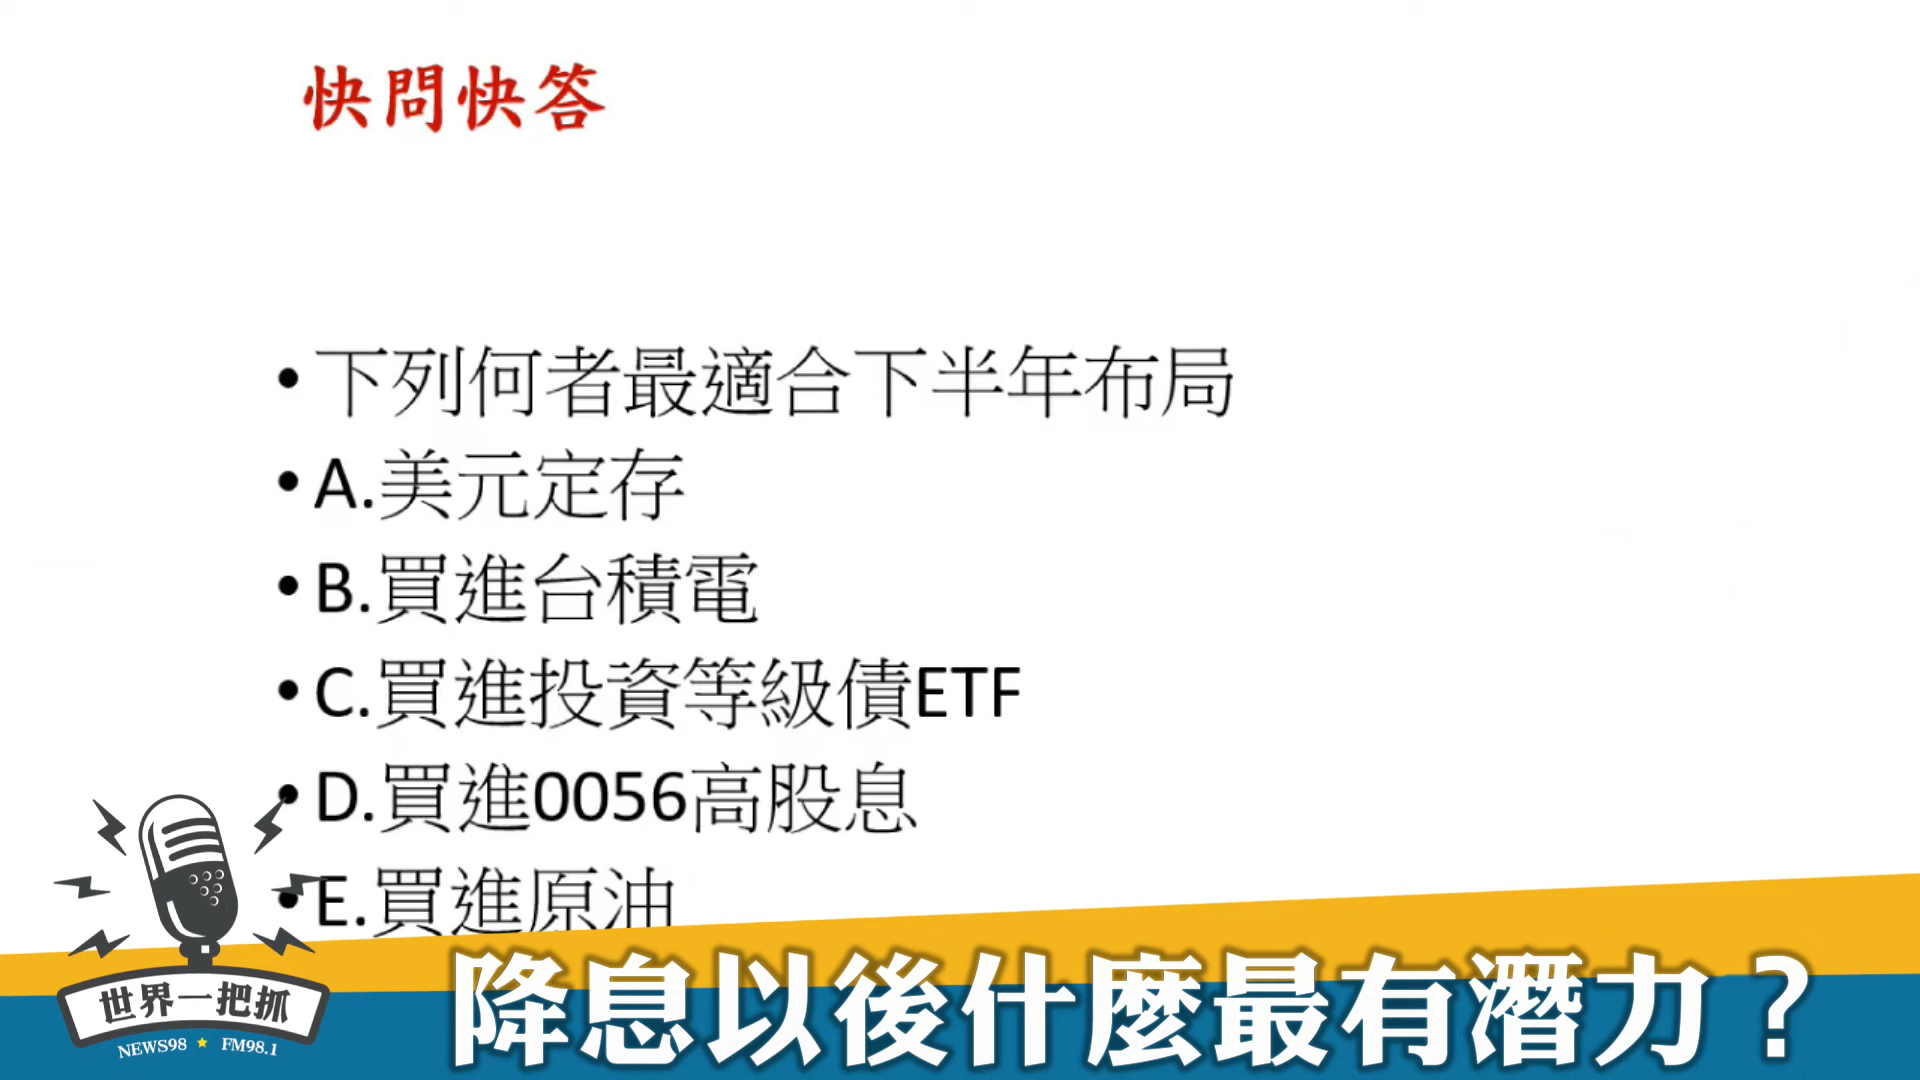 快問快答
• 下列何者最適合下半年布局
• A.美元定存
• B.買進台積電
• C.買進投資等級債ETF
• D.買進0056高股息
• E.買進原油
世界一把抓
NEWS98 ★ FM98.1
降息以後什麼最有潛力？